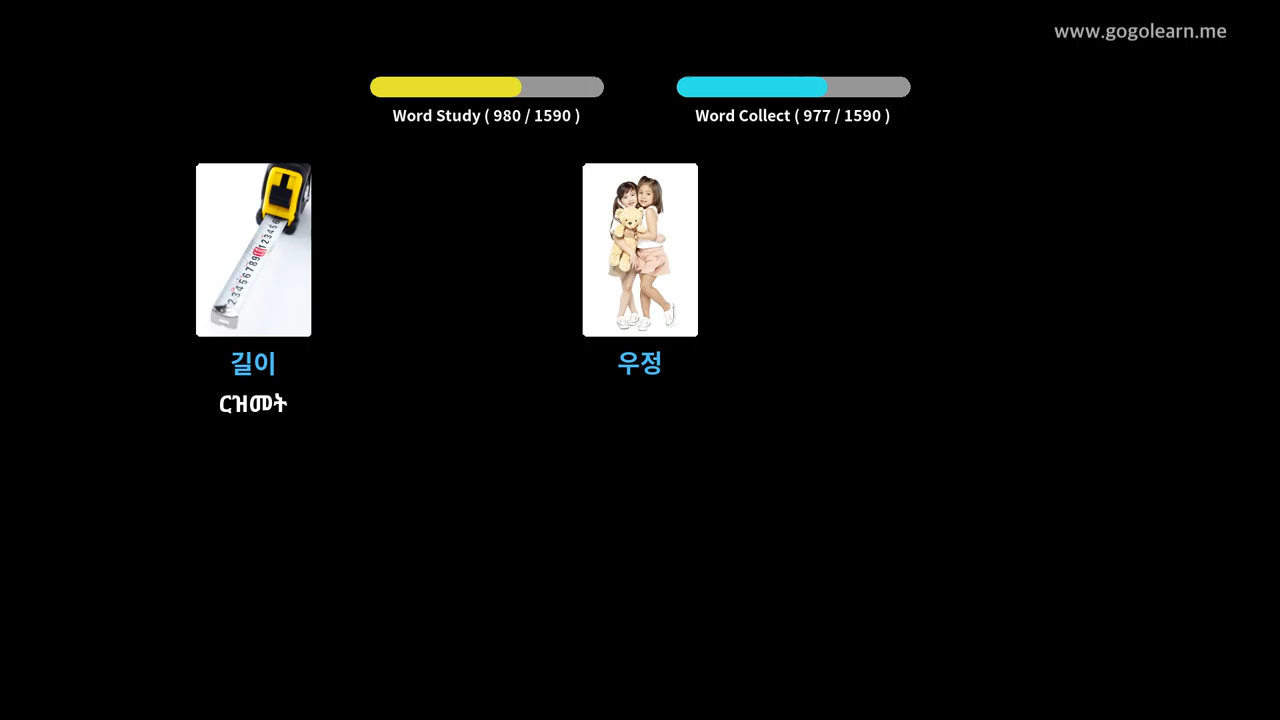 www.gogolearn.me
Word Study ( 980 / 1590 )
Word Collect ( 977 / 1590 )
길이
ርዝመት
우정